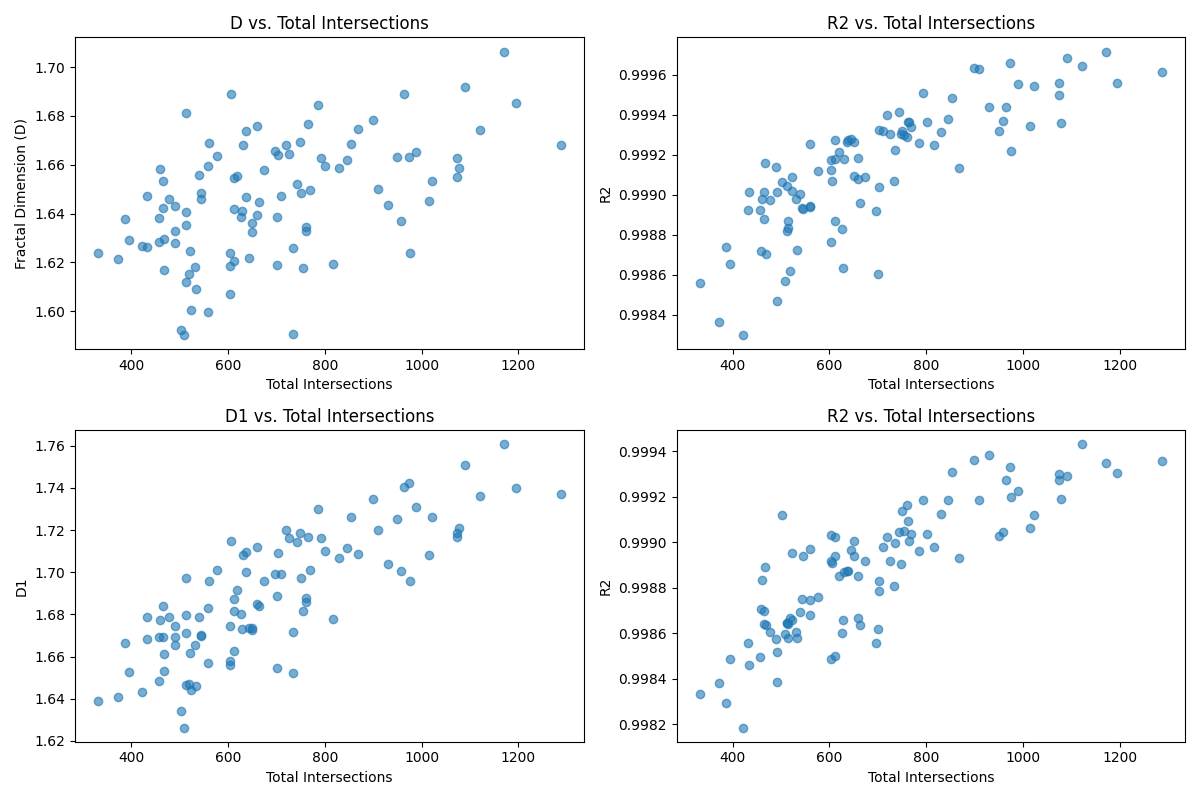 D vs. Total Intersections
Fractal Dimension (D)
1.70
1.68
1.66
1.64
1.62
1.60
400 600 800 1000 1200
Total Intersections
R2 vs. Total Intersections
R2
0.9996
0.9994
0.9992
0.9990
0.9988
0.9986
0.9984
400 600 800 1000 1200
Total Intersections
D1 vs. Total Intersections
D1
1.76
1.74
1.72
1.70
1.68
1.66
1.64
1.62
400 600 800 1000 1200
Total Intersections
R2 vs. Total Intersections
R2
0.9994
0.9992
0.9990
0.9988
0.9986
0.9984
0.9982
400 600 800 1000 1200
Total Intersections